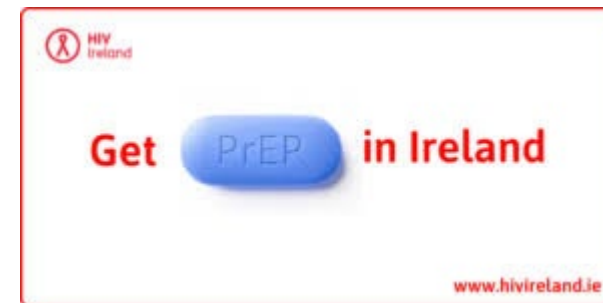 HIV
Ireland
Get PrEP in Ireland
www.hivireland.ie